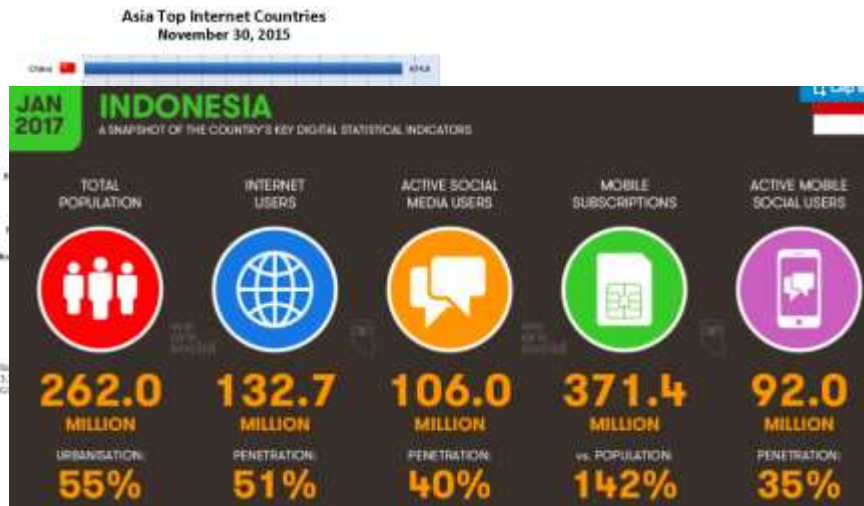 Asia Top Internet Countries
November 30, 2015
China
JAN
2017
INDONESIA
A SNAPSHOT OF THE COUNTRY'S KEY DIGITAL STATISTICAL INDICATORS
TOTAL
POPULATION
INTERNET
USERS
ACTIVE SOCIAL
MEDIA USERS
MOBILE
SUBSCRIPTIONS
ACTIVE MOBILE
SOCIAL USERS
we
are
social
262.0
MILLION
132.7
MILLION
106.0
MILLION
371.4
MILLION
92.0
MILLION
URBANISATION:
55%
PENETRATION:
51%
PENETRATION:
40%
vs. POPULATION:
142%
PENETRATION:
35%